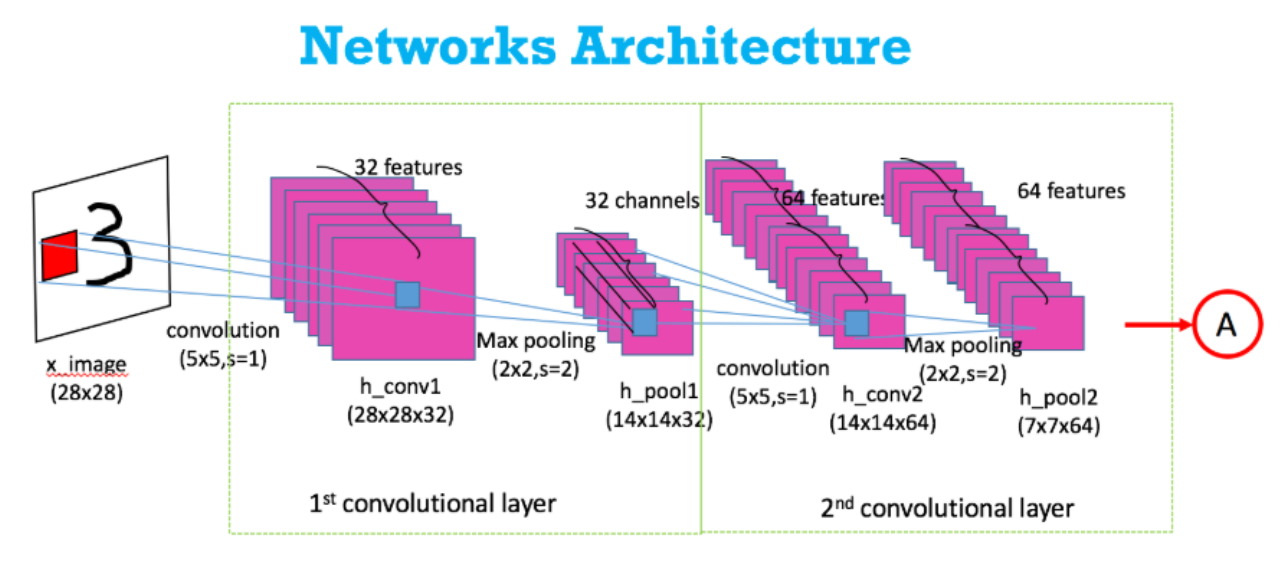 Networks Architecture
3
x_image
(28x28)
convolution
(5x5,s=1)
32 features
h_conv1
(28x28x32)
Max pooling
(2x2,s=2)
32 channels
h_pool1
(14x14x32)
1st convolutional layer
64 features
convolution
(5x5,s=1)
h_conv2
(14x14x64)
Max pooling
(2x2,s=2)
64 features
h_pool2
(7x7x64)
2nd convolutional layer
A